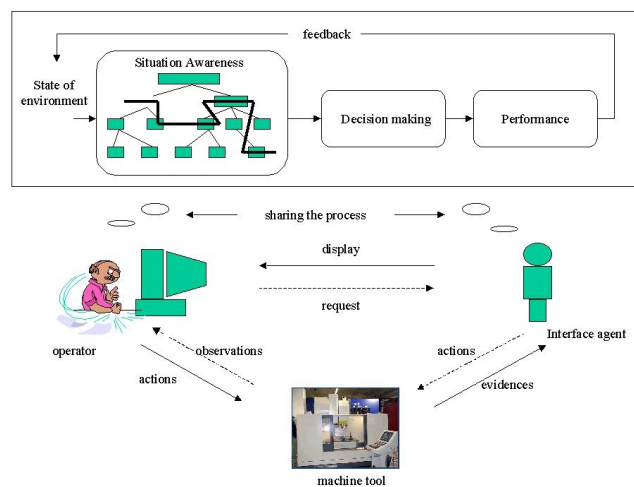 feedback
Situation Awareness
State of
environment
Decision making
Performance
sharing the process
display
request
operator
observations
actions
Interface agent
actions
evidences
machine tool